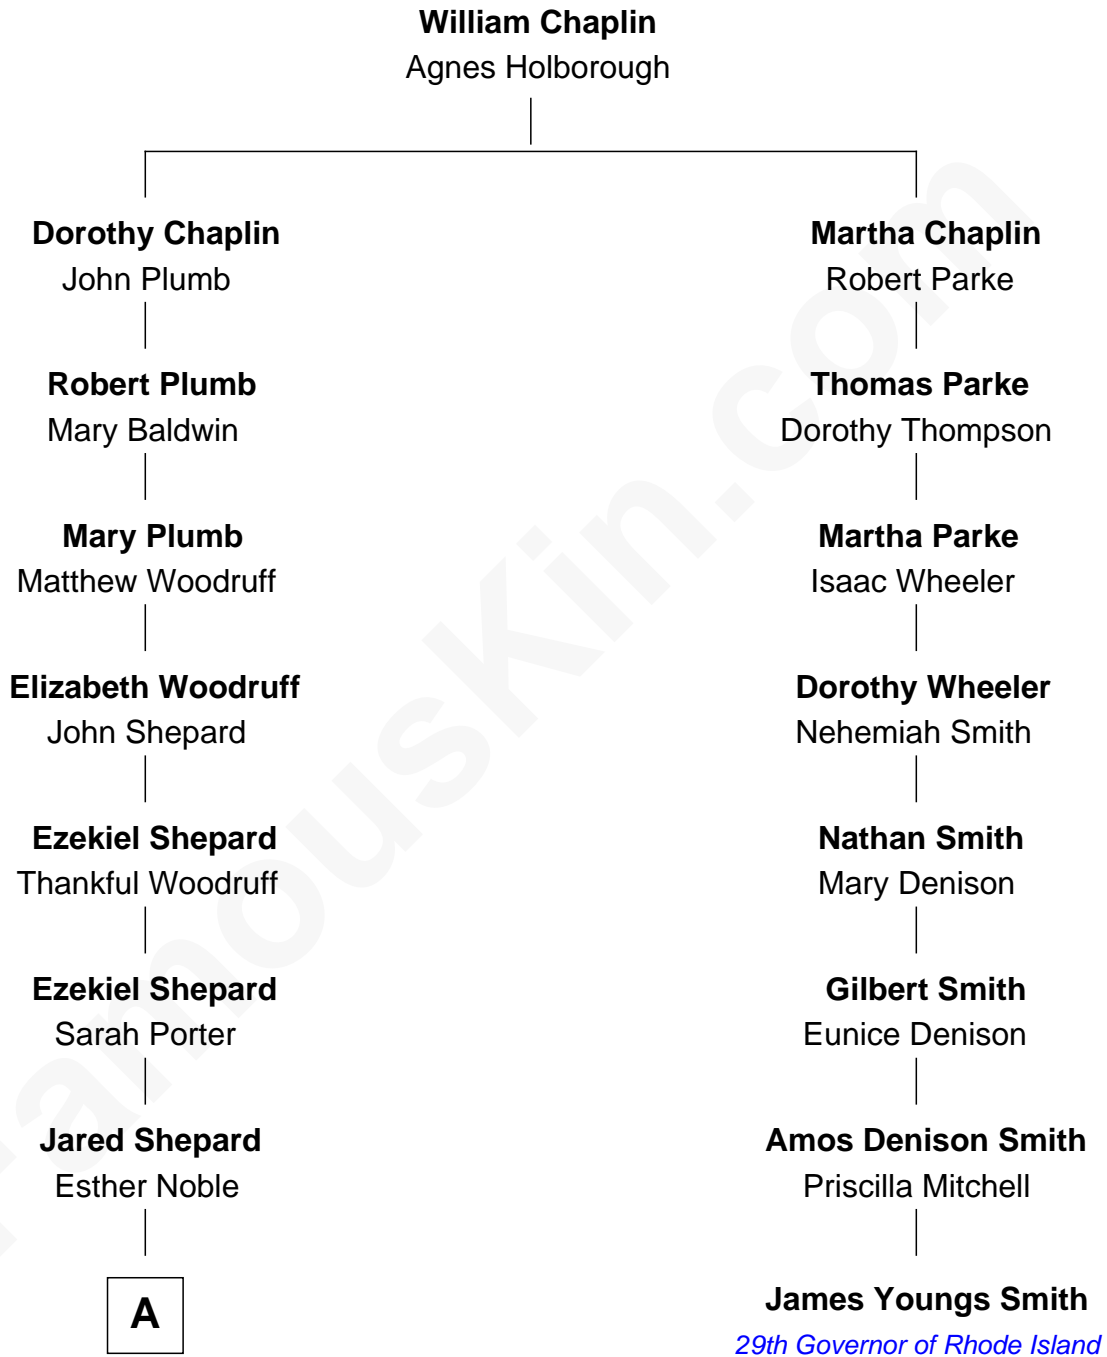 William Chaplin
Agnes Holborough
Dorothy Chaplin
John Plumb
Martha Chaplin
Robert Parke
Robert Plumb
Mary Baldwin
Thomas Parke
Dorothy Thompson
Mary Plumb
Matthew Woodruff
Martha Parke
Isaac Wheeler
Elizabeth Woodruff
John Shepard
Dorothy Wheeler
Nehemiah Smith
Ezekiel Shepard
Thankful Woodruff
Nathan Smith
Mary Denison
Ezekiel Shepard
Sarah Porter
Gilbert Smith
Eunice Denison
Jared Shepard
Esther Noble
Amos Denison Smith
Priscilla Mitchell
A
James Youngs Smith
29th Governor of Rhode Island
FamousKin.com